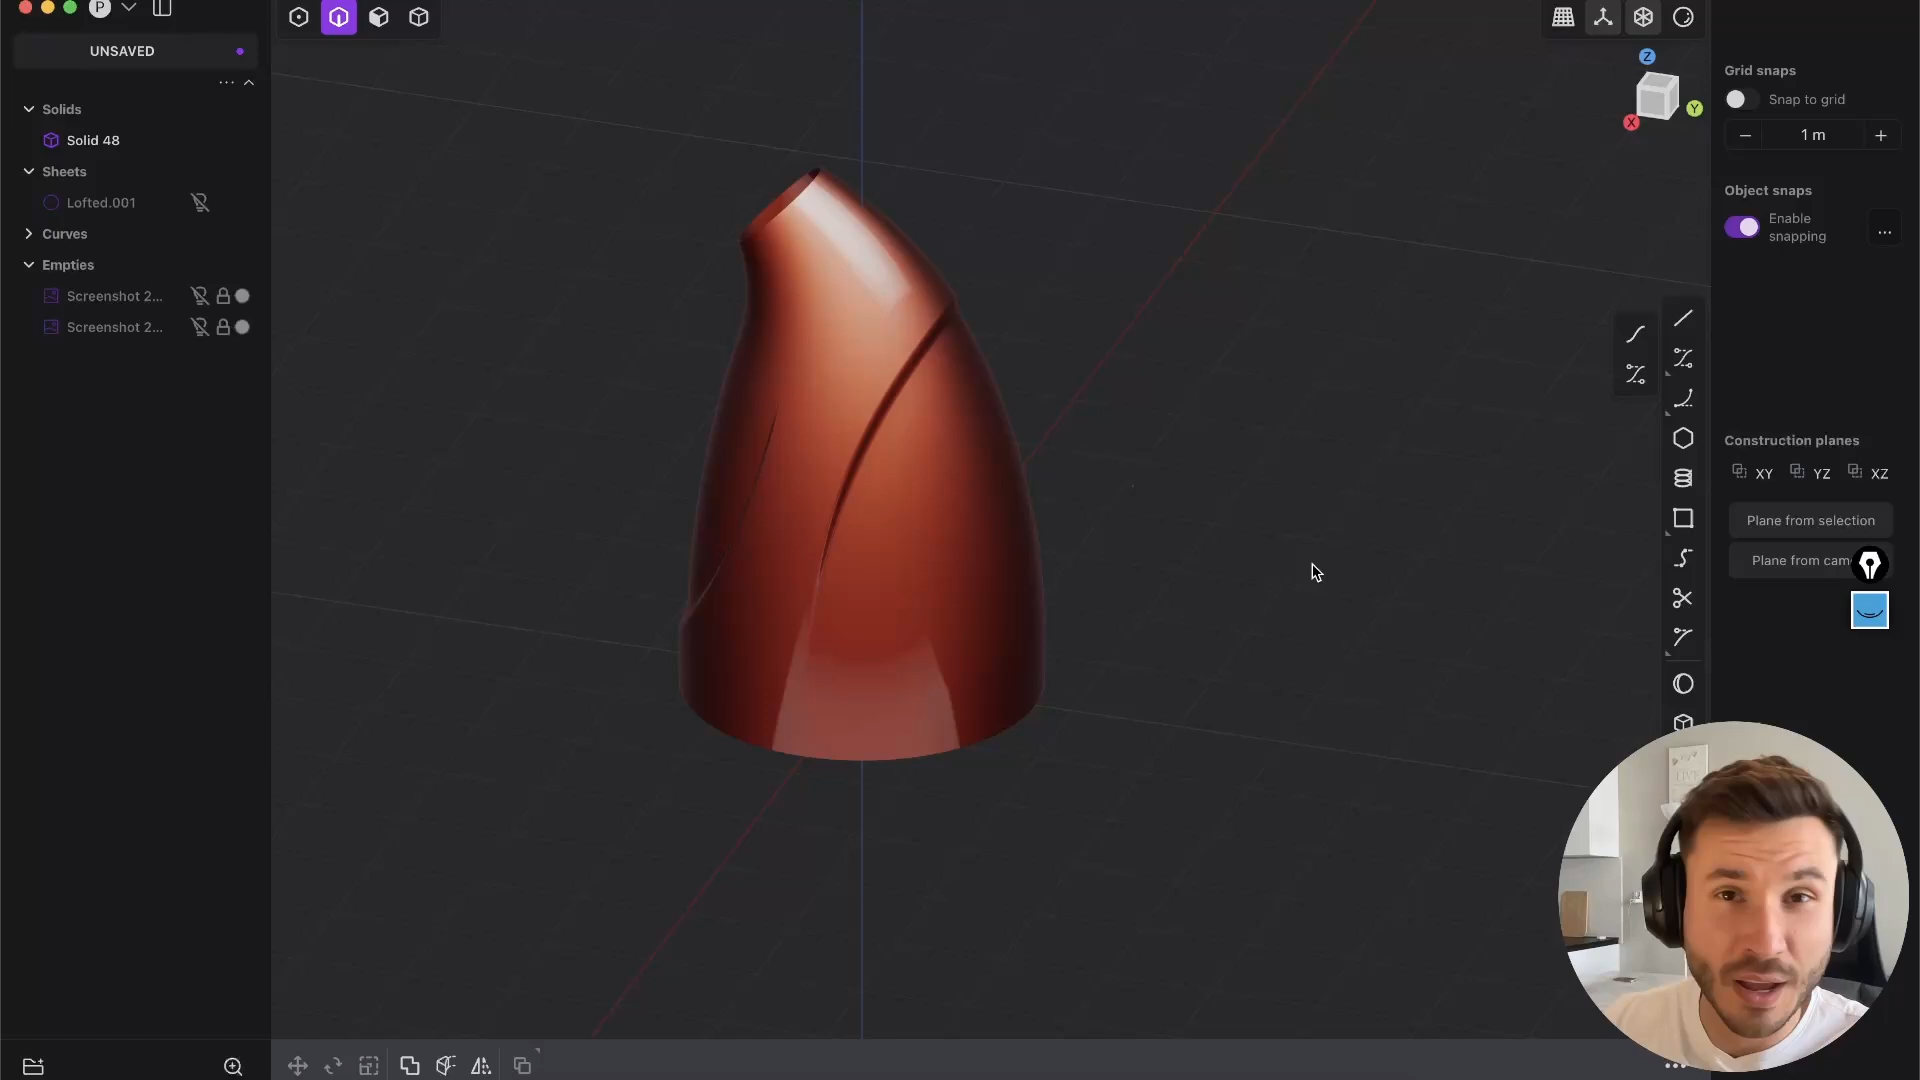 P
UNSAVED
Solids
Solid 48
Sheets
Lofted.001
Curves
Empties
Screenshot 2...
Screenshot 2...
Z
Y
X
Grid snaps
Snap to grid
1 m
Object snaps
Enable
snapping
Construction planes
XY
YZ
XZ
Plane from selection
Plane from cam